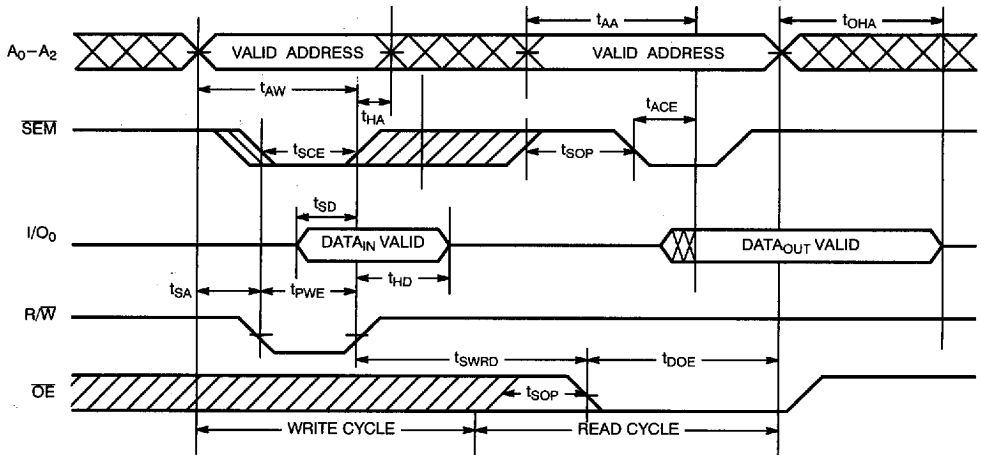 tAA
tOHA
A0–A2
VALID ADDRESS
VALID ADDRESS
tAW
tHA
tACE
SEM
tSCE
tSOP
tSD
I/O0
DATAIN VALID
DATAOUT VALID
tHD
tSA
tPWE
R/W
tSWRD
tDOE
OE
tSOP
WRITE CYCLE
READ CYCLE